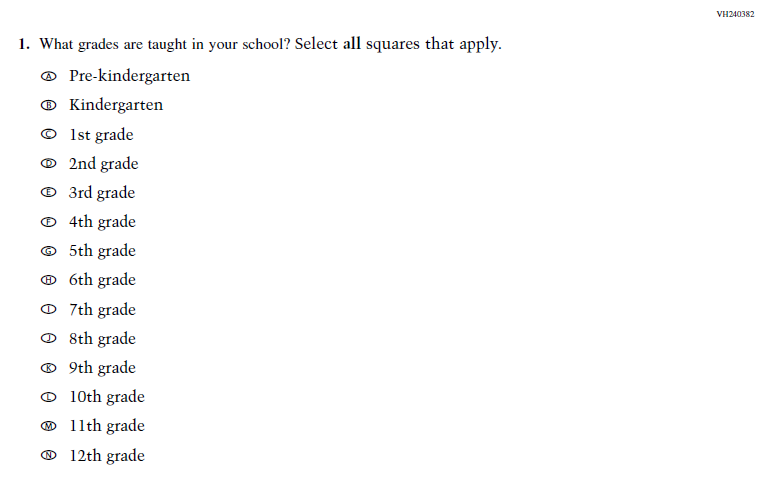 VH240382
1. What grades are taught in your school? Select all squares that apply.
A Pre-kindergarten
B Kindergarten
C 1st grade
D 2nd grade
E 3rd grade
F 4th grade
G 5th grade
H 6th grade
I 7th grade
J 8th grade
K 9th grade
L 10th grade
M 11th grade
N 12th grade